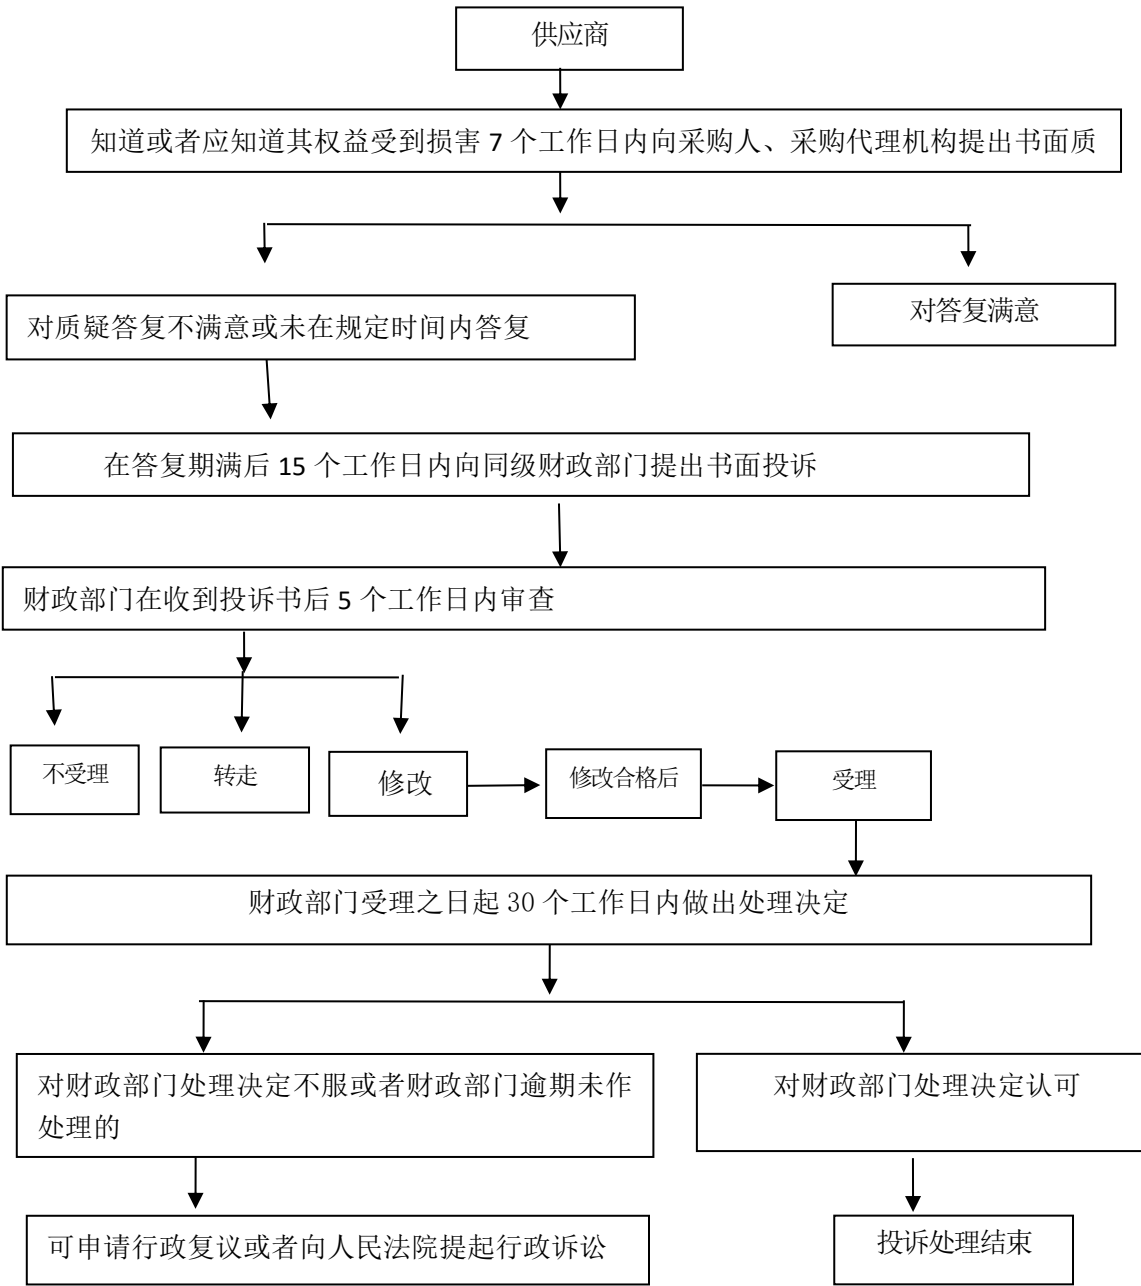 供应商
知道或者应知道其权益受到损害 7 个工作日内向采购人、采购代理机构提出书面质
对质疑答复不满意或未在规定时间内答复
对答复满意
在答复期满后 15 个工作日内向同级财政部门提出书面投诉
财政部门在收到投诉书后 5 个工作日内审查
不受理
转走
修改
修改合格后
受理
财政部门受理之日起 30 个工作日内做出处理决定
对财政部门处理决定不服或者财政部门逾期未作
处理的
对财政部门处理决定认可
可申请行政复议或者向人民法院提起行政诉讼
投诉处理结束